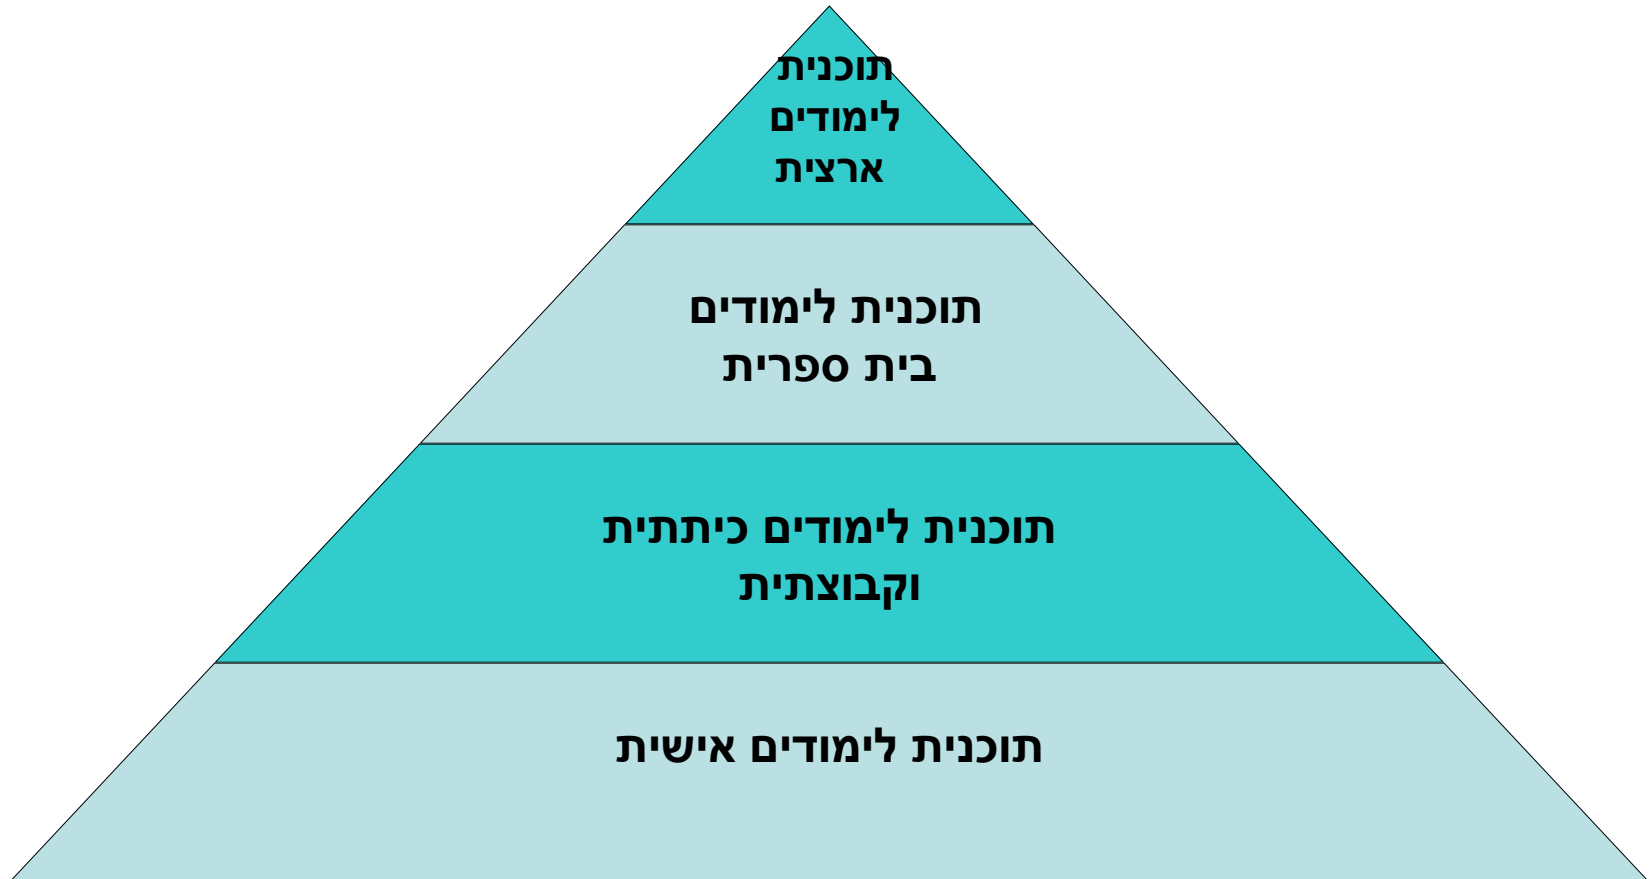 תוכנית
לימודים
ארצית
תוכנית לימודים
בית ספרית
תוכנית לימודים כיתתית
וקבוצתית
תוכנית לימודים אישית